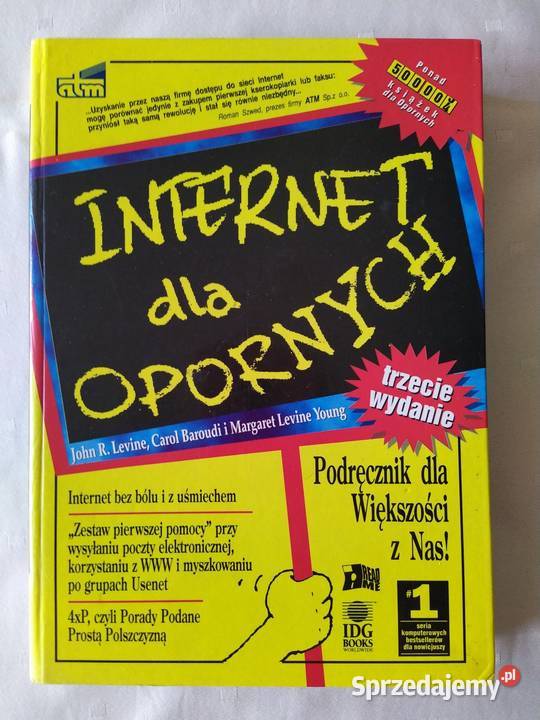 atm
...Uzyskanie przez naszą firmę dostępu do sieci Internet
mogę porównać jedynie z zakupem pierwszej kserokopiarki lub faksu:
przyniósł taką samą rewolucję i stał się równie niezbędny...
Roman Szwed, prezes firmy ATM Sp.z o.o.
Ponad
50000
książek
dla Opornych
INTERNET
dla
OPORNYCH
trzecie
wydanie
John R. Levine, Carol Baroudi i Margaret Levine Young
Internet bez bólu i z uśmiechem
„Zestaw pierwszej pomocy” przy
wysyłaniu poczty elektronicznej,
korzystaniu z WWW i myszkowaniu
po grupach Usenet
4xP, czyli Porady Podane
Prostą Polszczyzną
Podręcznik dla
Większości
z Nas!
READ
ME
IDG
BOOKS
WORLDWIDE
#1
seria
komputerowych
bestsellerów
dla nowicjuszy
Sprzedajemy.pl